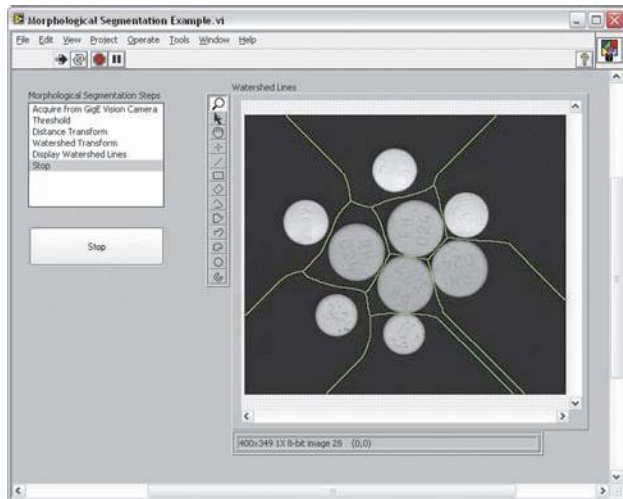 Morphological Segmentation Example.vi
File Edit View Project Operate Tools Window Help
Morphological Segmentation Steps
Acquire from GigE Vision Camera
Threshold
Distance Transform
Watershed Transform
Display Watershed Lines
Stop
Stop
Watershed Lines
400x349 1X 8-bit image 28 (0,0)